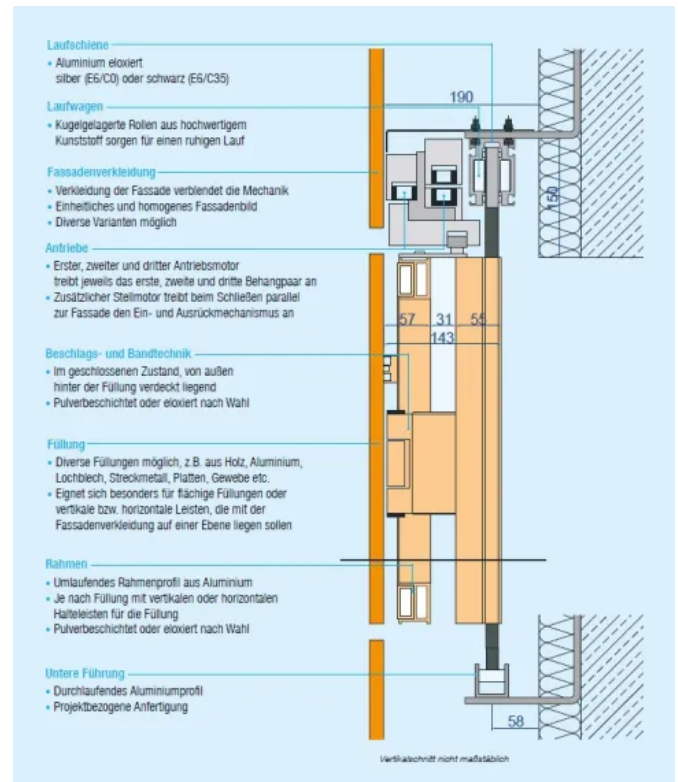 Laufschiene
• Aluminium eloxiert
silber (E6/C0) oder schwarz (E6/C35)
Laufwagen
• Kugelgelagerte Rollen aus hochwertigem
Kunststoff sorgen für einen ruhigen Lauf
Fassadenverkleidung
• Verkleidung der Fassade verblendet die Mechanik
• Einheitliches und homogenes Fassadenbild
• Diverse Varianten möglich
Antriebe
• Erster, zweiter und dritter Antriebsmotor
treibt jeweils das erste, zweite und dritte Behangpaar an
• Zusätzlicher Stellmotor treibt beim Schließen parallel
zur Fassade den Ein- und Ausrückmechanismus an
Beschlags- und Bandtechnik
• Im geschlossenen Zustand, von außen
hinter der Füllung verdeckt liegend
• Pulverbeschichtet oder eloxiert nach Wahl
Füllung
• Diverse Füllungen möglich, z.B. aus Holz, Aluminium,
Lochblech, Streckmetall, Platten, Gewebe etc.
• Eignet sich besonders für flächige Füllungen oder
vertikale bzw. horizontale Leisten, die mit der
Fassadenverkleidung auf einer Ebene liegen sollen
Rahmen
• Umlaufendes Rahmenprofil aus Aluminium
• Je nach Füllung mit vertikalen oder horizontalen
Halteleisten für die Füllung
• Pulverbeschichtet oder eloxiert nach Wahl
Untere Führung
• Durchlaufendes Aluminiumprofil
• Projektbezogene Anfertigung
190
150
57 31 55
143
58
Vertikalschnitt nicht maßstäblich